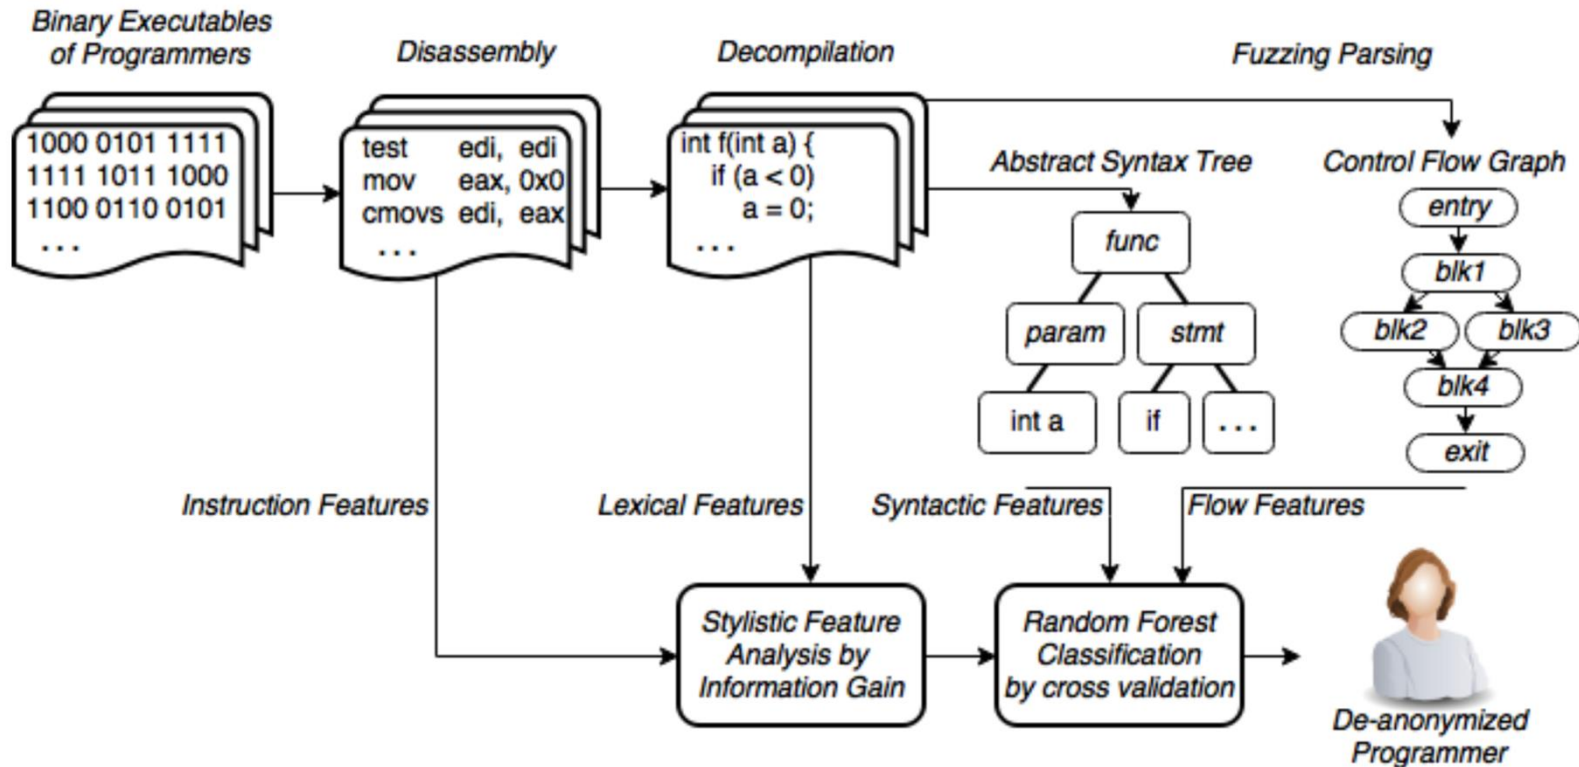 Binary Executables
of Programmers
Disassembly
Decompilation
Fuzzing Parsing
1000 0101 1111
1111 1011 1000
1100 0110 0101
...
test edi, edi
mov eax, 0x0
cmovs edi, eax
...
int f(int a) {
if (a < 0)
a = 0;
...
Abstract Syntax Tree
func
param
stmt
int a
if
...
Control Flow Graph
entry
blk1
blk2
blk3
blk4
exit
Instruction Features
Lexical Features
Syntactic Features
Flow Features
Stylistic Feature
Analysis by
Information Gain
Random Forest
Classification
by cross validation
De-anonymized
Programmer